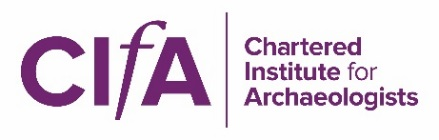 CIfA
Chartered
Institute for
Archaeologists